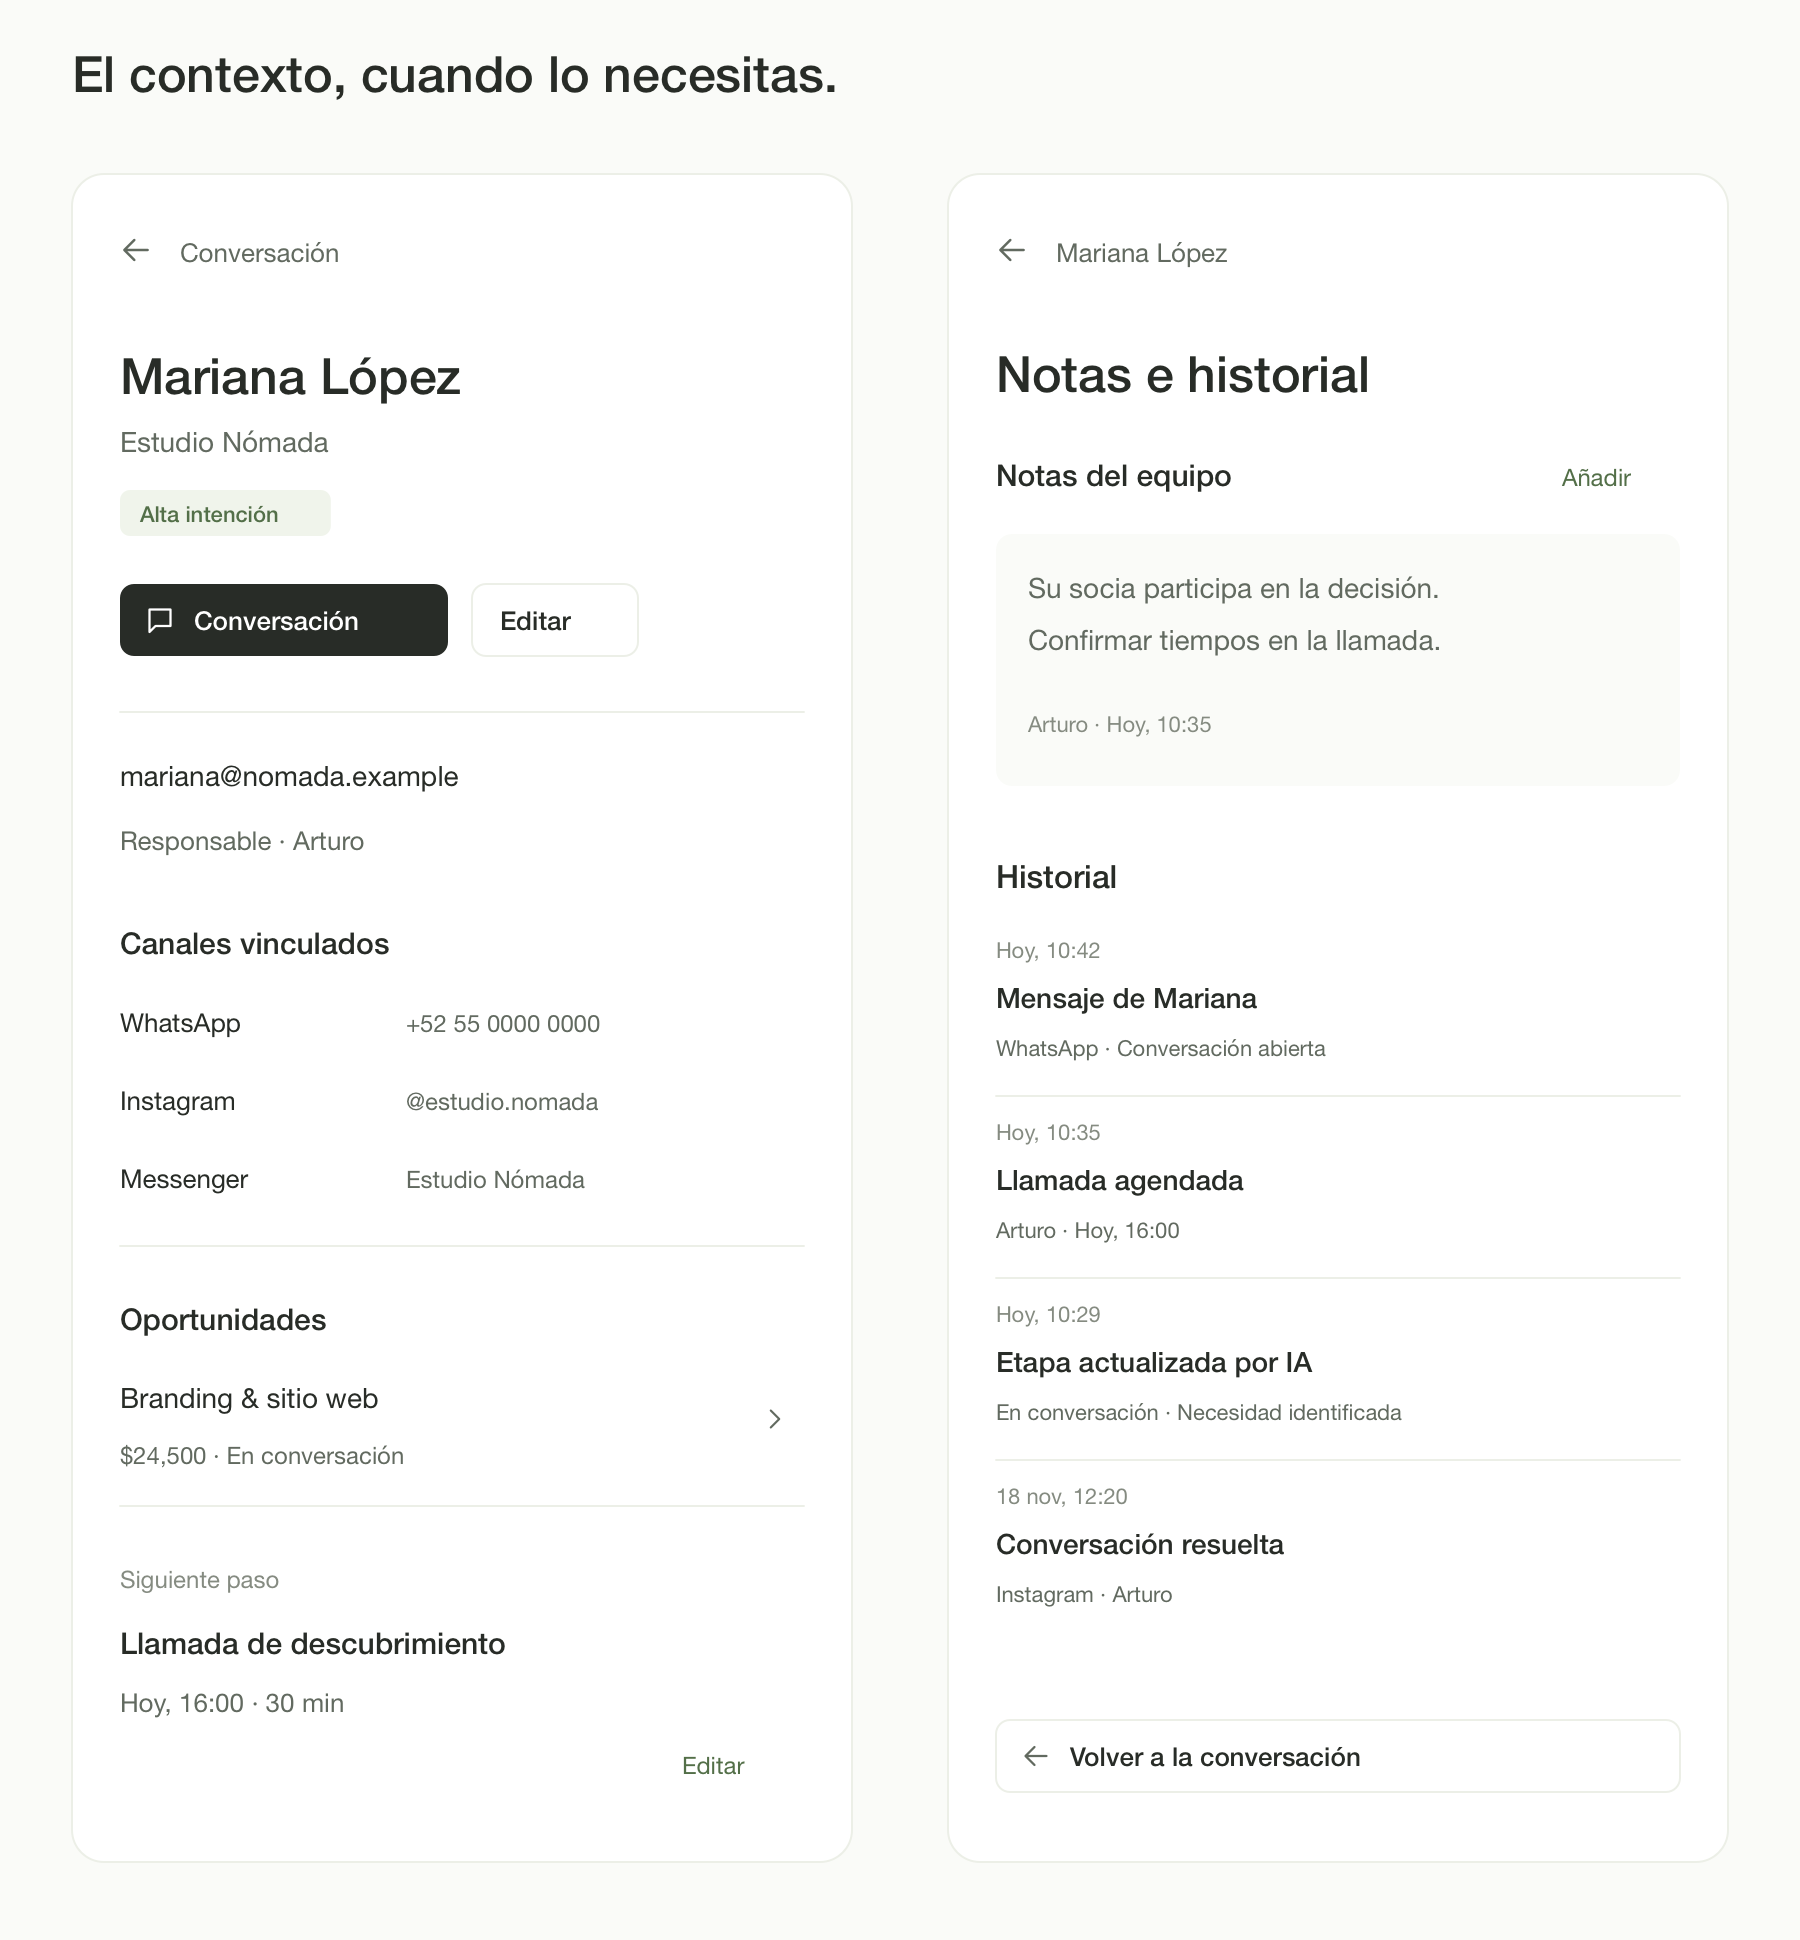 El contexto, cuando lo necesitas.
Conversación
Mariana López
Estudio Nómada
Alta intención
Conversación
Editar
mariana@nomada.example
Responsable · Arturo
Canales vinculados
WhatsApp +52 55 0000 0000
Instagram @estudio.nomada
Messenger Estudio Nómada
Oportunidades
Branding & sitio web
$24,500 · En conversación
Siguiente paso
Llamada de descubrimiento
Hoy, 16:00 · 30 min
Editar
Mariana López
Notas e historial
Notas del equipo
Añadir
Su socia participa en la decisión.
Confirmar tiempos en la llamada.
Arturo · Hoy, 10:35
Historial
Hoy, 10:42
Mensaje de Mariana
WhatsApp · Conversación abierta
Hoy, 10:35
Llamada agendada
Arturo · Hoy, 16:00
Hoy, 10:29
Etapa actualizada por IA
En conversación · Necesidad identificada
18 nov, 12:20
Conversación resuelta
Instagram · Arturo
Volver a la conversación